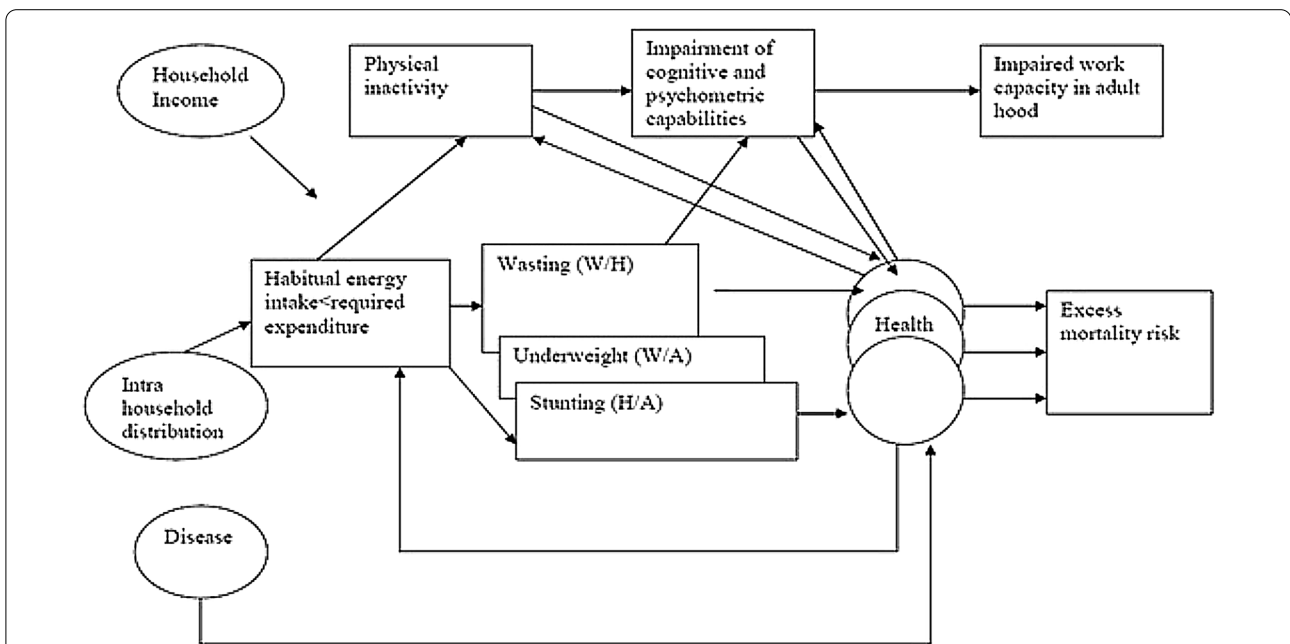 Household
Income
Physical
inactivity
Impairment of
cognitive and
psychometric
capabilities
Impaired work
capacity in adult
hood
Habitual energy
intake<required
expenditure
Wasting (W/H)
Underweight (W/A)
Stunting (H/A)
Health
Excess
mortality risk
Intra
household
distribution
Disease